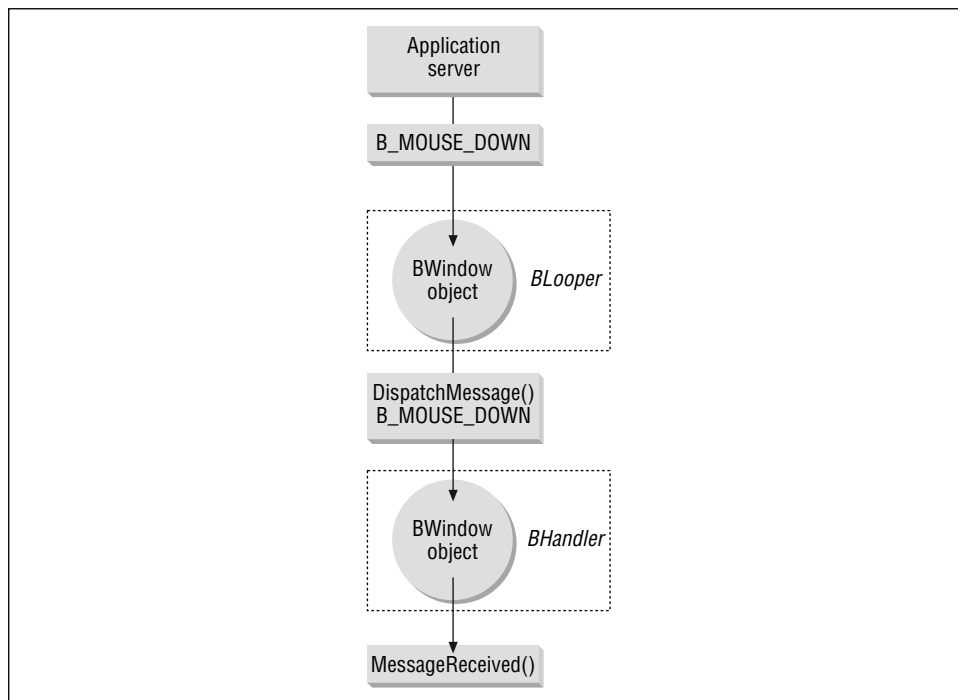 Application
server
B_MOUSE_DOWN
BWindow
object
BLooper
DispatchMessage()
B_MOUSE_DOWN
BWindow
object
BHandler
MessageReceived()